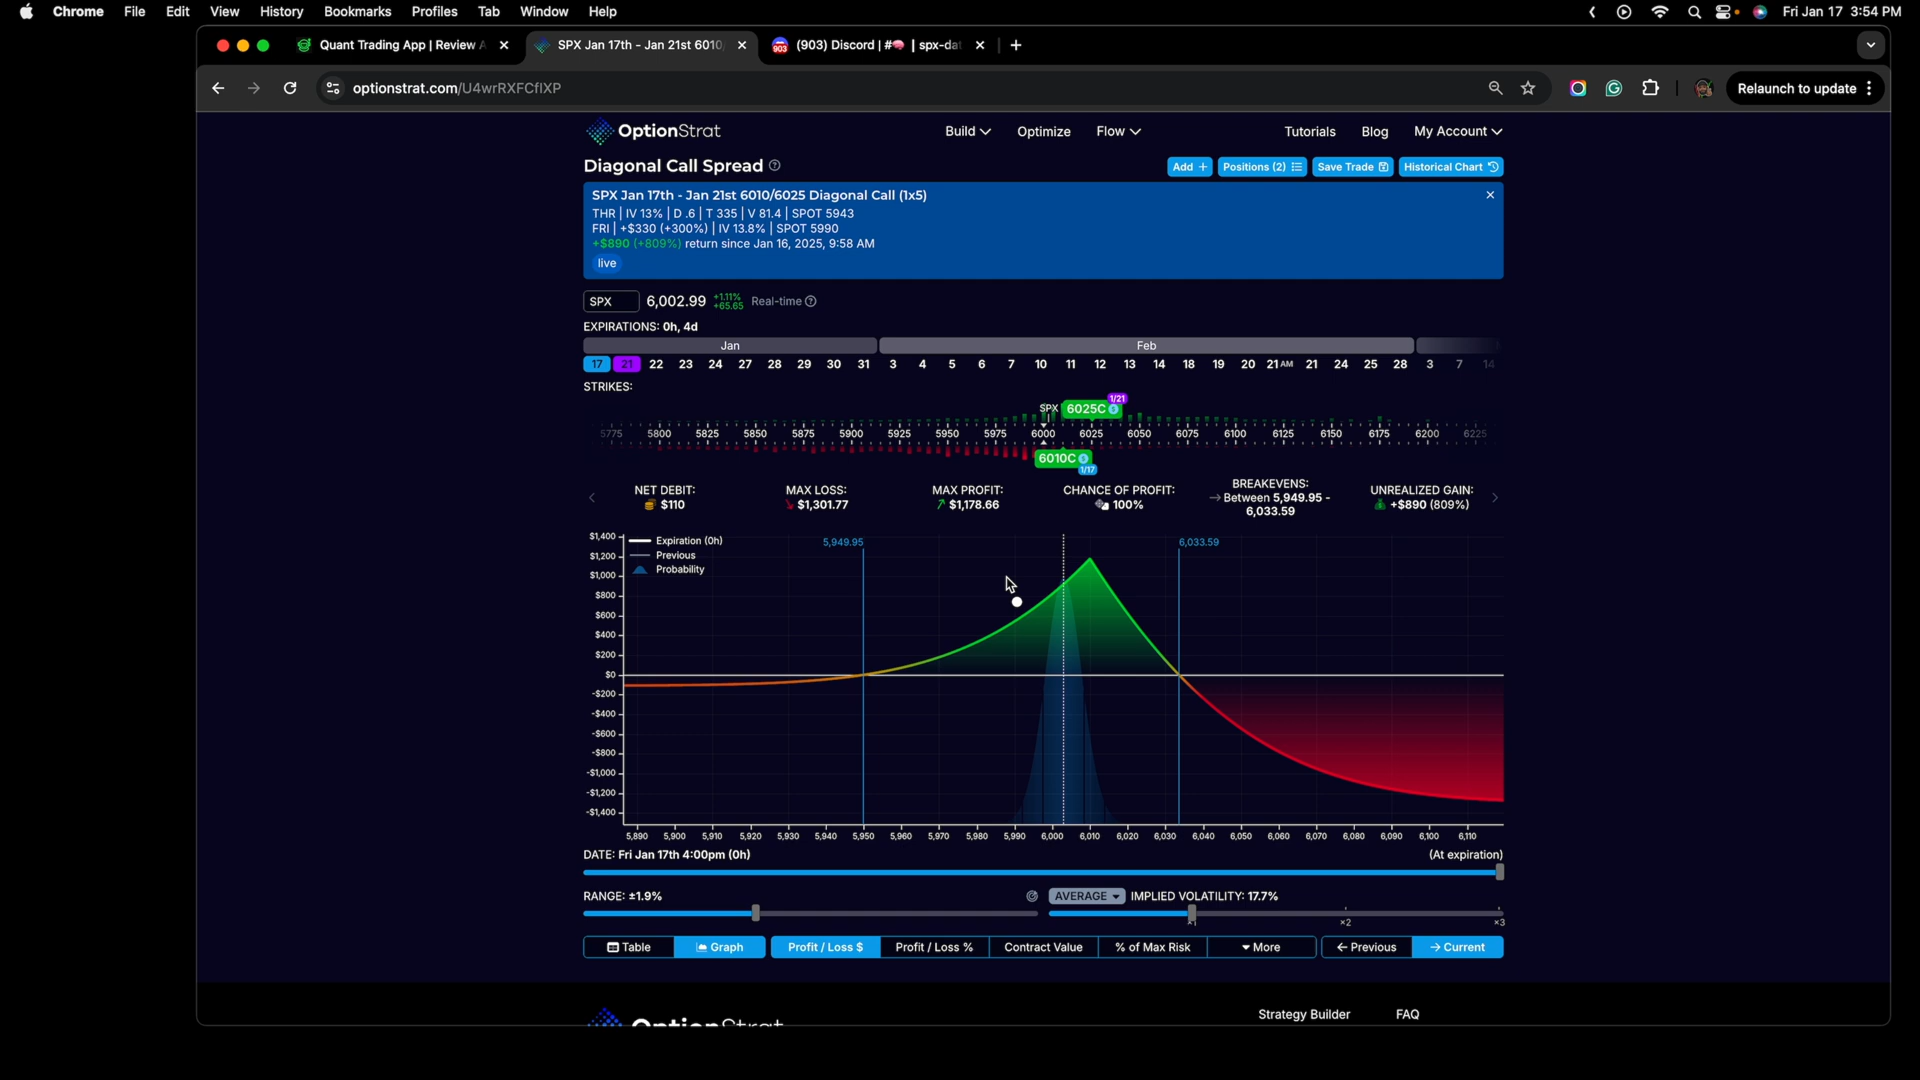 Chrome File Edit View History Bookmarks Profiles Tab Window Help Fri Jan 17 3:54 PM
Quant Trading App | Review A SPX Jan 17th - Jan 21st 6010/ (903) Discord | # | spx-dat
optionstrat.com/U4wrRXFCfIXP Relaunch to update
OptionStrat Build Optimize Flow Tutorials Blog My Account
Diagonal Call Spread Add + Positions (2) Save Trade Historical Chart
SPX Jan 17th - Jan 21st 6010/6025 Diagonal Call (1x5)
THR | IV 13% | D .6 | T 335 | V 81.4 | SPOT 5943
FRI | +$330 (+300%) | IV 13.8% | SPOT 5990
+$890 (+809%) return since Jan 16, 2025, 9:58 AM
live
SPX 6,002.99 +1.11% +65.65 Real-time
EXPIRATIONS: 0h, 4d
Jan Feb
17 21 22 23 24 27 28 29 30 31 3 4 5 6 7 10 11 12 13 14 18 19 20 21AM 21 24 25 28 3 7 14
STRIKES:
1/21
SPX 6025C
5775 5800 5825 5850 5875 5900 5925 5950 5975 6000 6025 6050 6075 6100 6125 6150 6175 6200 6225
6010C
1/17
NET DEBIT: MAX LOSS: MAX PROFIT: CHANCE OF PROFIT: BREAKEVENS: UNREALIZED GAIN:
$110 $1,301.77 $1,178.66 100% Between 5,949.95 - 6,033.59 +$890 (809%)
Expiration (0h)
Previous
Probability
5,949.95 6,033.59
$1,400
$1,200
$1,000
$800
$600
$400
$200
$0
-$200
-$400
-$600
-$800
-$1,000
-$1,200
-$1,400
5,890 5,900 5,910 5,920 5,930 5,940 5,950 5,960 5,970 5,980 5,990 6,000 6,010 6,020 6,030 6,040 6,050 6,060 6,070 6,080 6,090 6,100 6,110
DATE: Fri Jan 17th 4:00pm (0h) (At expiration)
RANGE: ±1.9% AVERAGE IMPLIED VOLATILITY: 17.7%
x1 x2 x3
Table Graph Profit / Loss $ Profit / Loss % Contract Value % of Max Risk More Previous Current
OptionStrat Strategy Builder FAQ